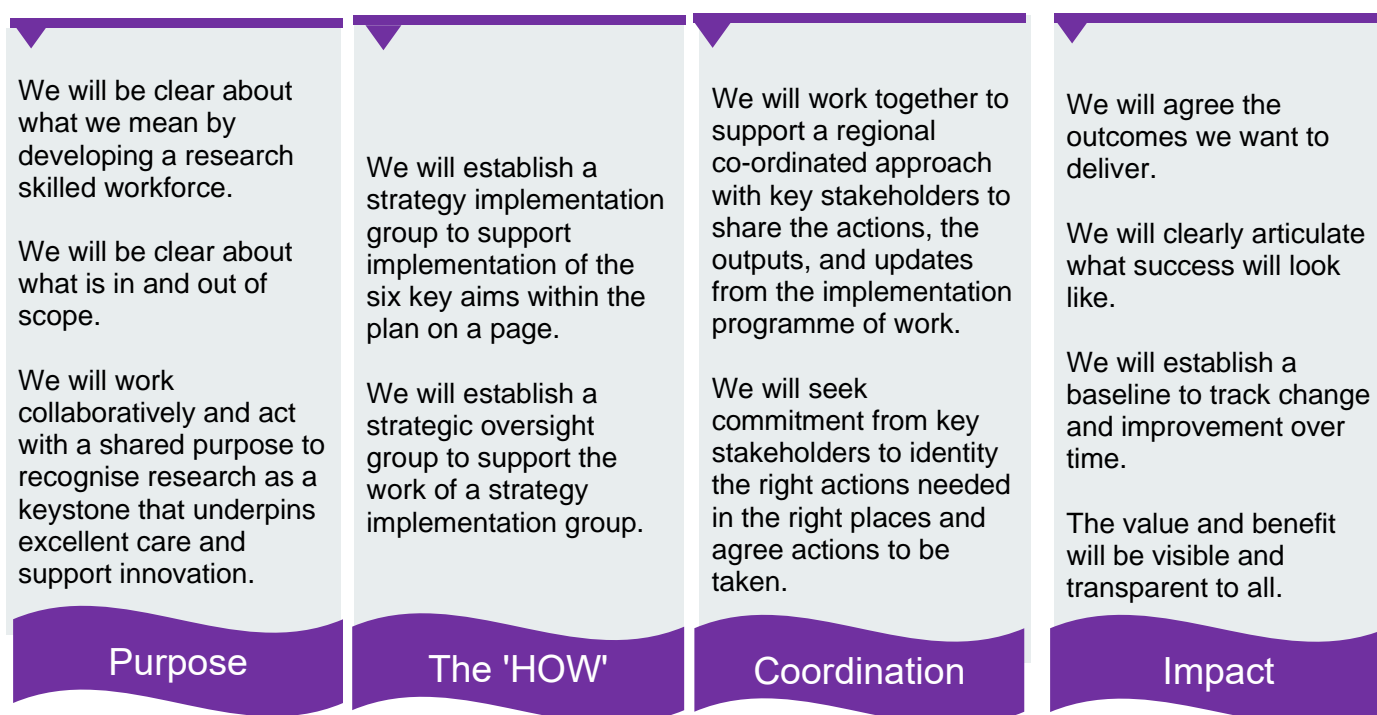 We will be clear about
what we mean by
developing a research
skilled workforce.
We will be clear about
what is in and out of
scope.
We will work
collaboratively and act
with a shared purpose to
recognise research as a
keystone that underpins
excellent care and
support innovation.
Purpose
We will establish a
strategy implementation
group to support
implementation of the
six key aims within the
plan on a page.
We will establish a
strategic oversight
group to support the
work of a strategy
implementation group.
The 'HOW'
We will work together to
support a regional
co-ordinated approach
with key stakeholders to
share the actions, the
outputs, and updates
from the implementation
programme of work.
We will seek
commitment from key
stakeholders to identity
the right actions needed
in the right places and
agree actions to be
taken.
Coordination
We will agree the
outcomes we want to
deliver.
We will clearly articulate
what success will look
like.
We will establish a
baseline to track change
and improvement over
time.
The value and benefit
will be visible and
transparent to all.
Impact